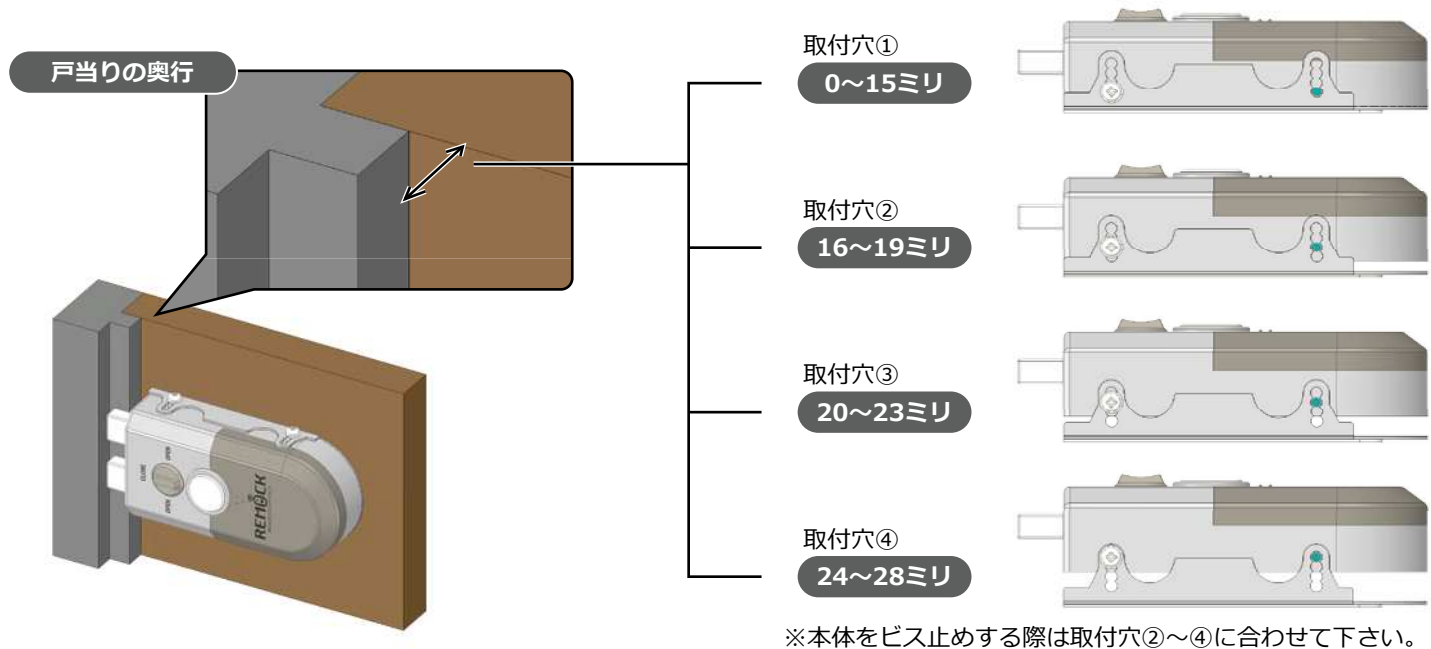 戸当りの奥行
取付穴①
0～15ミリ
取付穴②
16～19ミリ
取付穴③
20～23ミリ
取付穴④
24～28ミリ
OPEN
CLOSE
OPEN
REMOCK
※本体をビス止めする際は取付穴②～④に合わせて下さい。